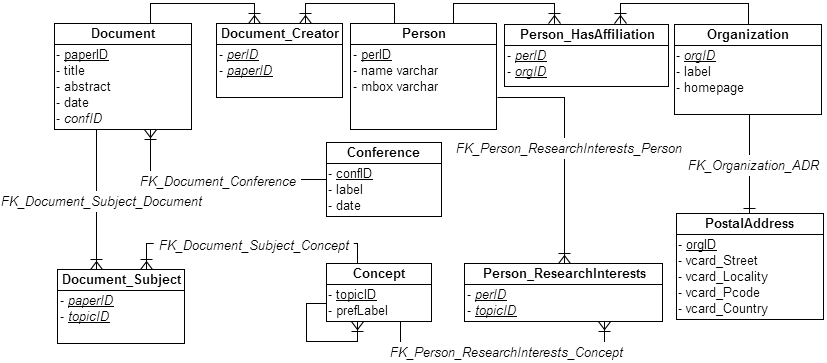 Document
- paperID
- title
- abstract
- date
- confID
Document_Creator
- perID
- paperID
Person
- perID
- name varchar
- mbox varchar
Person_HasAffiliation
- perID
- orgID
Organization
- orgID
- label
- homepage
FK_Person_ResearchInterests_Person
FK_Organization_ADR
Conference
- confID
- label
- date
FK_Document_Conference
FK_Document_Subject_Document
FK_Document_Subject_Concept
PostalAddress
- orgID
- vcard_Street
- vcard_Locality
- vcard_Pcode
- vcard_Country
Document_Subject
- paperID
- topicID
Concept
- topicID
- prefLabel
Person_ResearchInterests
- perID
- topicID
FK_Person_ResearchInterests_Concept